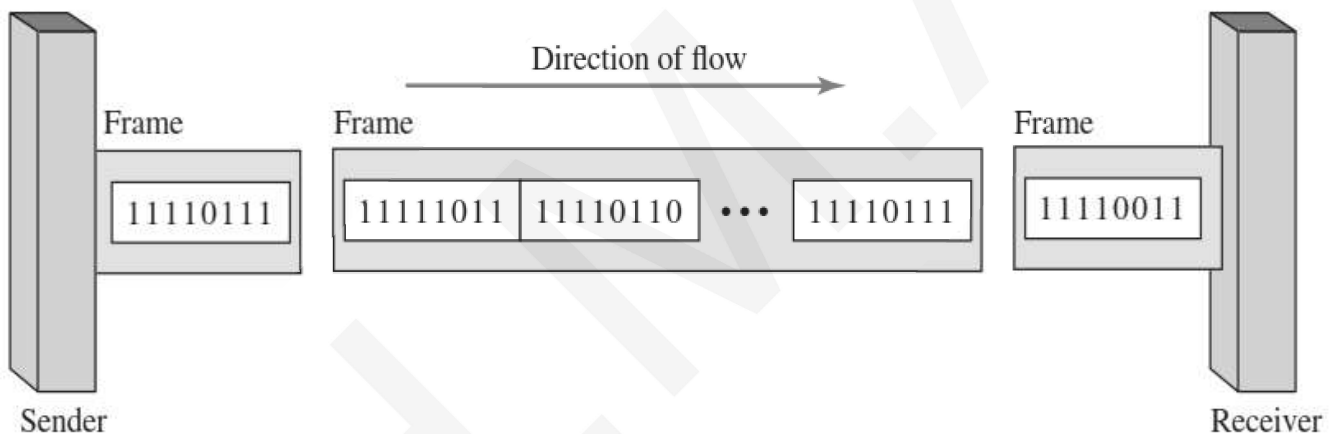 Direction of flow
Frame Frame Frame
11110111 11111011 11110110 ••• 11110111 11110011
Sender Receiver